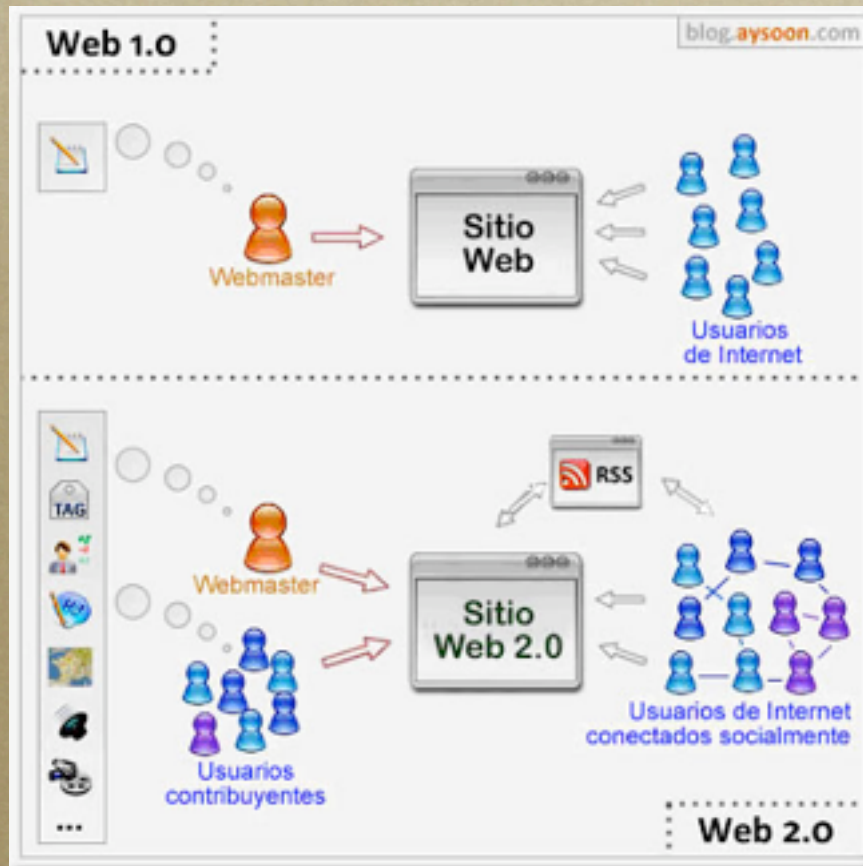 Web 1.0
blog.aysoon.com
Sitio
Web
Webmaster
Usuarios
de Internet
RSS
TAG
Webmaster
Sitio
Web 2.0
Usuarios
contribuyentes
Usuarios de Internet
conectados socialmente
...
Web 2.0